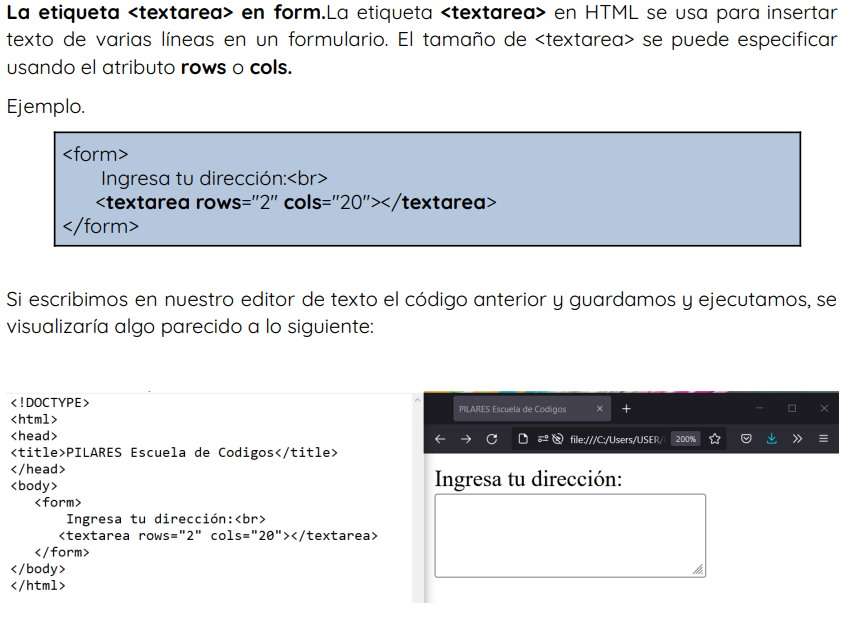 La etiqueta <textarea> en form.La etiqueta <textarea> en HTML se usa para insertar
texto de varias líneas en un formulario. El tamaño de <textarea> se puede especificar
usando el atributo rows o cols.
Ejemplo.
<form>
Ingresa tu dirección:<br>
<textarea rows="2" cols="20"></textarea>
</form>
Si escribimos en nuestro editor de texto el código anterior y guardamos y ejecutamos, se
visualizaría algo parecido a lo siguiente:
<!DOCTYPE>
<html>
<head>
<title>PILARES Escuela de Codigos</title>
</head>
<body>
<form>
Ingresa tu dirección:<br>
<textarea rows="2" cols="20"></textarea>
</form>
</body>
</html>
PILARES Escuela de Codigos
file:///C:/Users/USER/ 200%
Ingresa tu dirección: